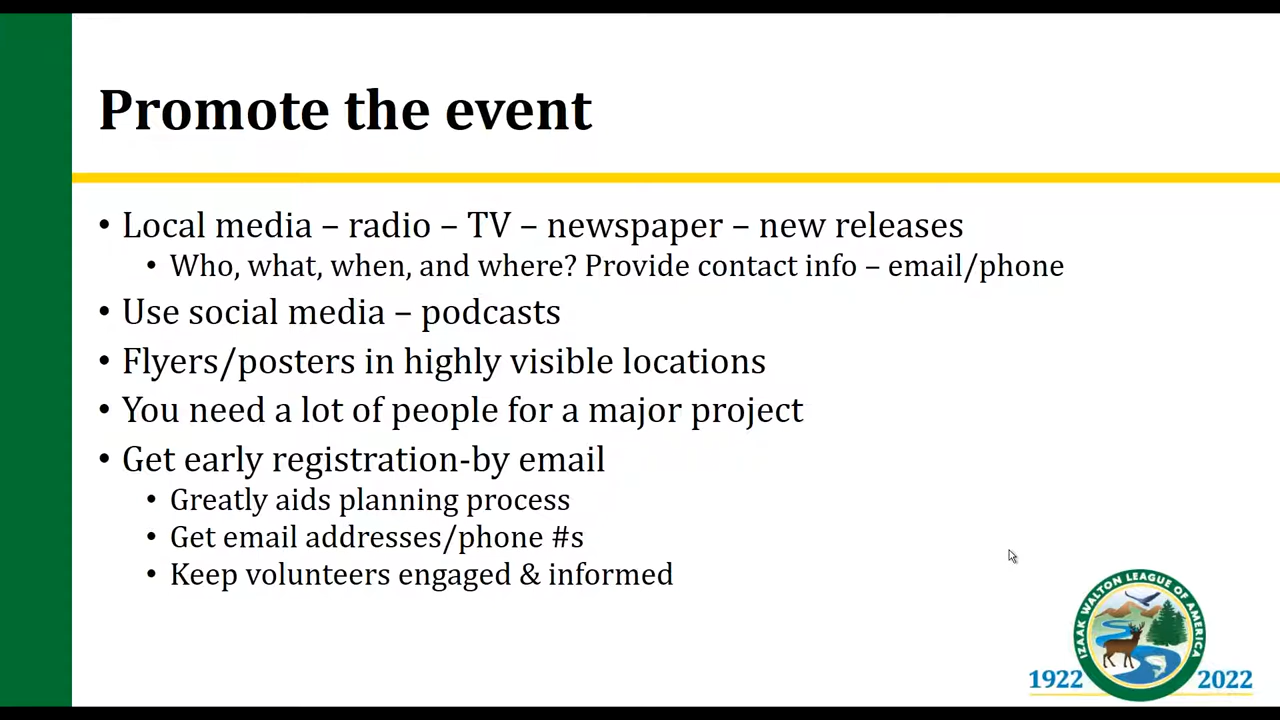 Promote the event
• Local media – radio – TV – newspaper – new releases
• Who, what, when, and where? Provide contact info – email/phone
• Use social media – podcasts
• Flyers/posters in highly visible locations
• You need a lot of people for a major project
• Get early registration-by email
• Greatly aids planning process
• Get email addresses/phone #s
• Keep volunteers engaged & informed
IZAAK WALTON LEAGUE OF AMERICA
1922 2022